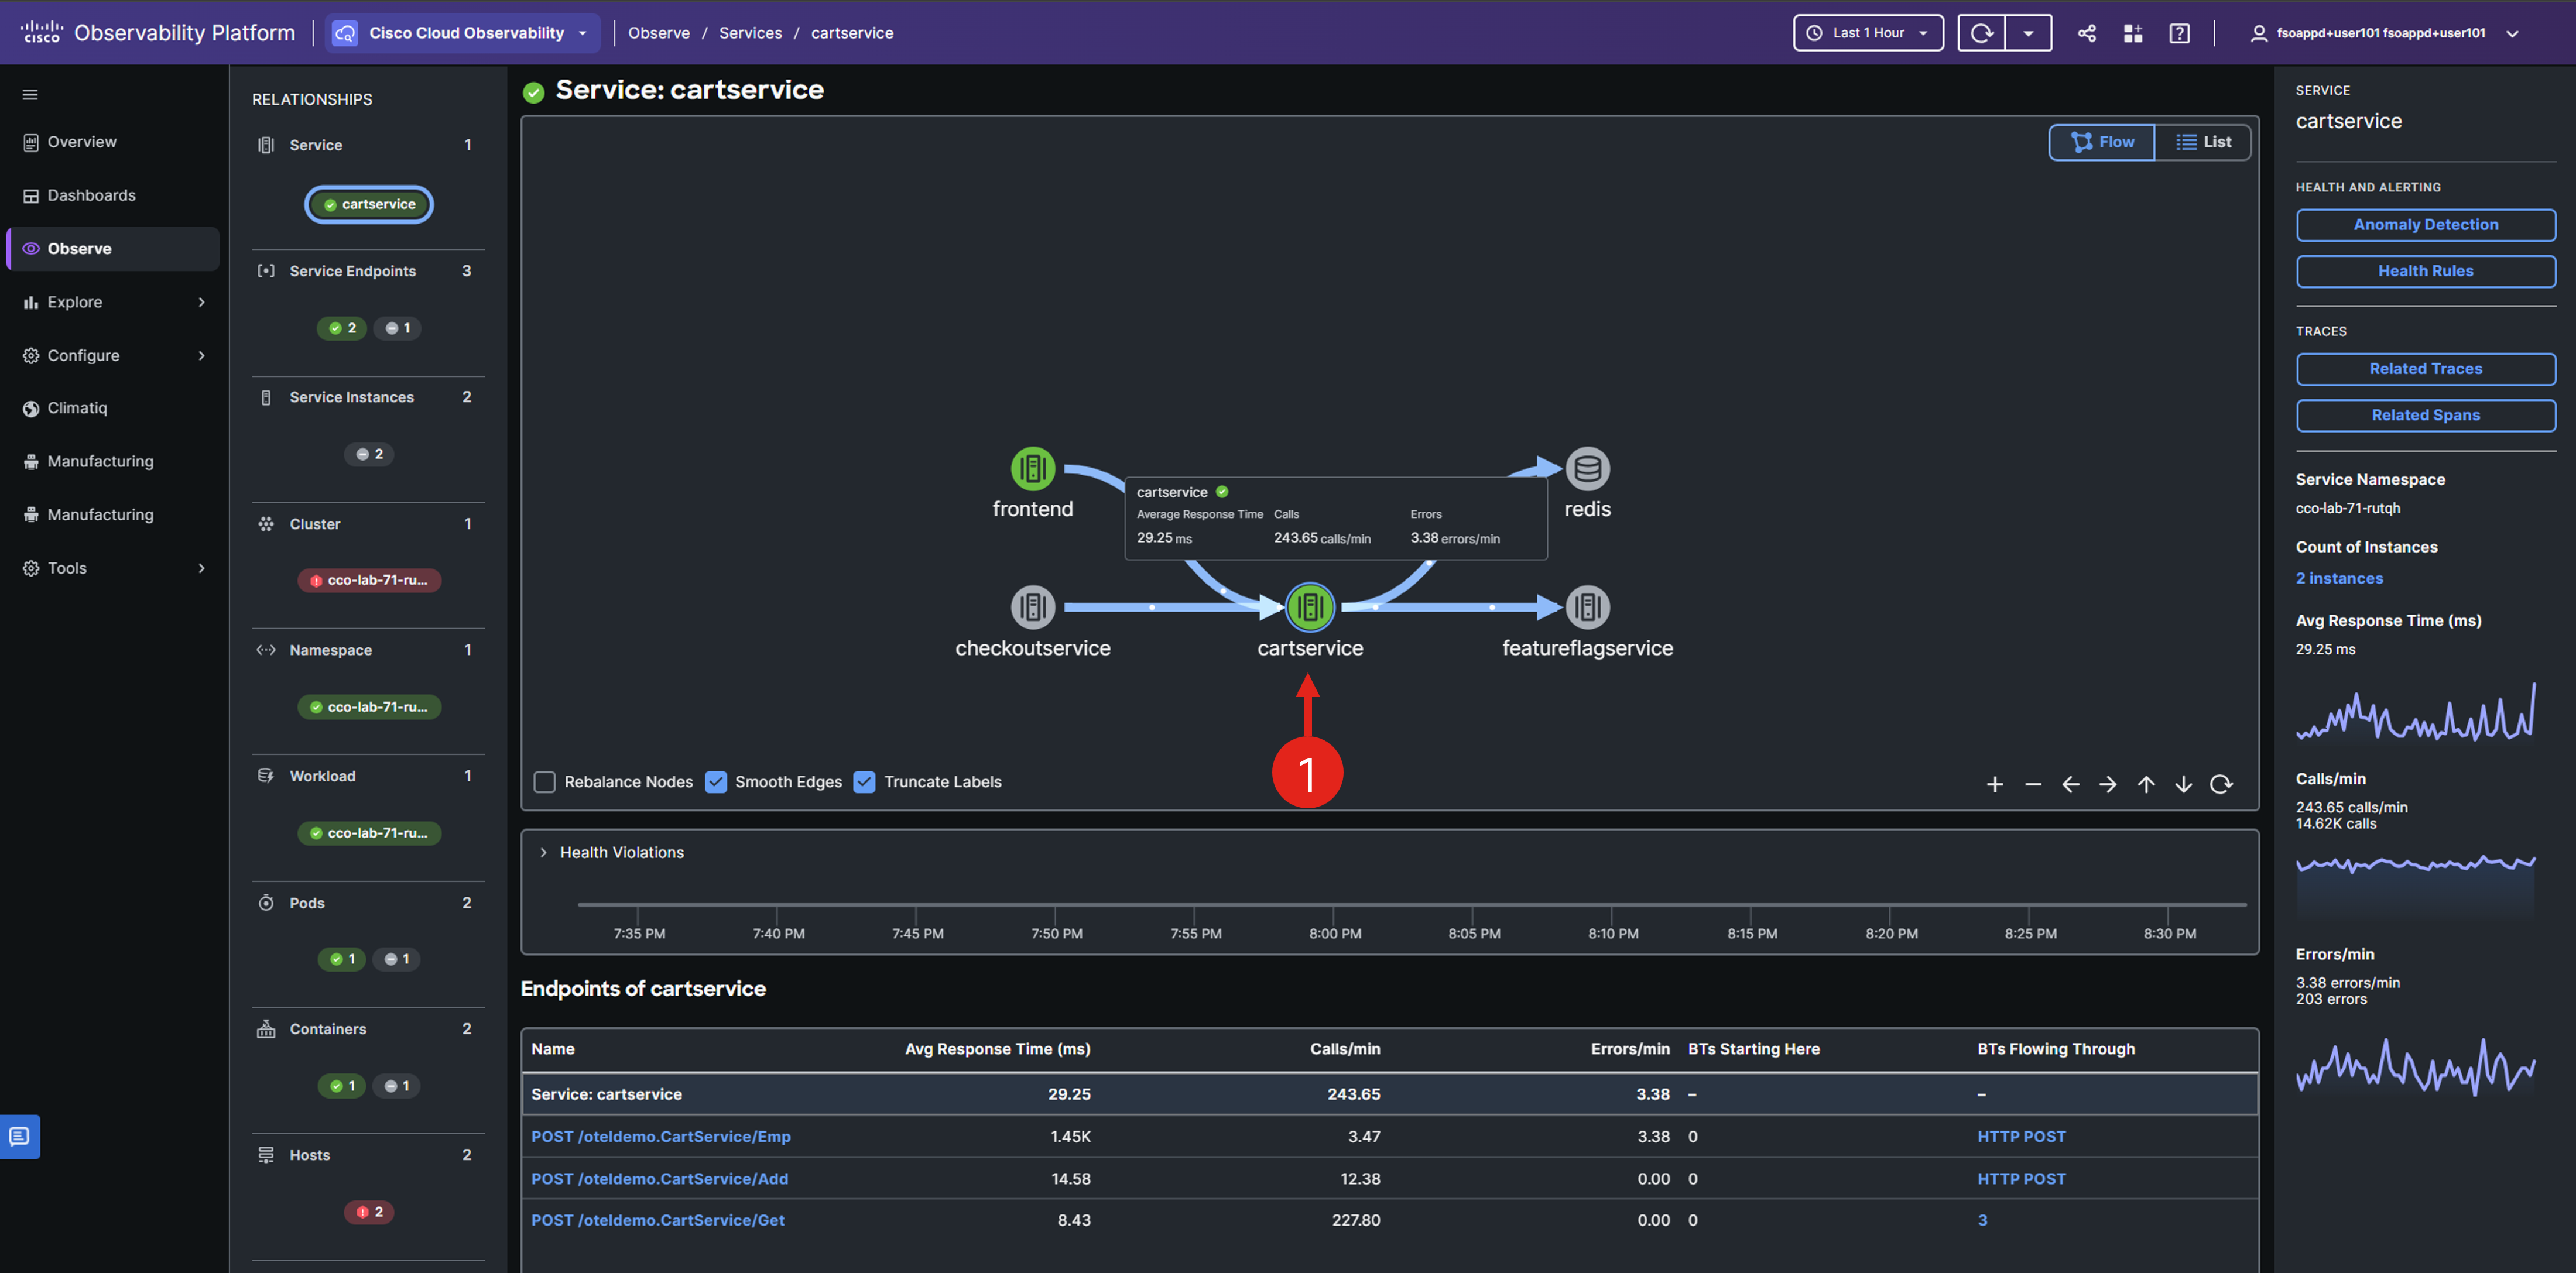 cisco Observability Platform
Cisco Cloud Observability
Observe / Services / cartservice
Last 1 Hour
fsoappd+user101 fsoappd+user101
Overview
Dashboards
Observe
Explore
Configure
Climatiq
Manufacturing
Manufacturing
Tools
RELATIONSHIPS
Service 1
cartservice
Service Endpoints 3
2 1
Service Instances 2
2
Cluster 1
cco-lab-71-ru...
Namespace 1
cco-lab-71-ru...
Workload 1
cco-lab-71-ru...
Pods 2
1 1
Containers 2
1 1
Hosts 2
2
Service: cartservice
Flow List
frontend
cartservice
Average Response Time Calls Errors
29.25 ms 243.65 calls/min 3.38 errors/min
redis
checkoutservice
cartservice
featureflagservice
1
Rebalance Nodes Smooth Edges Truncate Labels
Health Violations
7:35 PM 7:40 PM 7:45 PM 7:50 PM 7:55 PM 8:00 PM 8:05 PM 8:10 PM 8:15 PM 8:20 PM 8:25 PM 8:30 PM
Endpoints of cartservice
Name Avg Response Time (ms) Calls/min Errors/min BTs Starting Here BTs Flowing Through
Service: cartservice 29.25 243.65 3.38 – –
POST /oteldemo.CartService/Emp 1.45K 3.47 3.38 0 HTTP POST
POST /oteldemo.CartService/Add 14.58 12.38 0.00 0 HTTP POST
POST /oteldemo.CartService/Get 8.43 227.80 0.00 0 3
SERVICE
cartservice
HEALTH AND ALERTING
Anomaly Detection
Health Rules
TRACES
Related Traces
Related Spans
Service Namespace
cco-lab-71-rutqh
Count of Instances
2 instances
Avg Response Time (ms)
29.25 ms
Calls/min
243.65 calls/min
14.62K calls
Errors/min
3.38 errors/min
203 errors